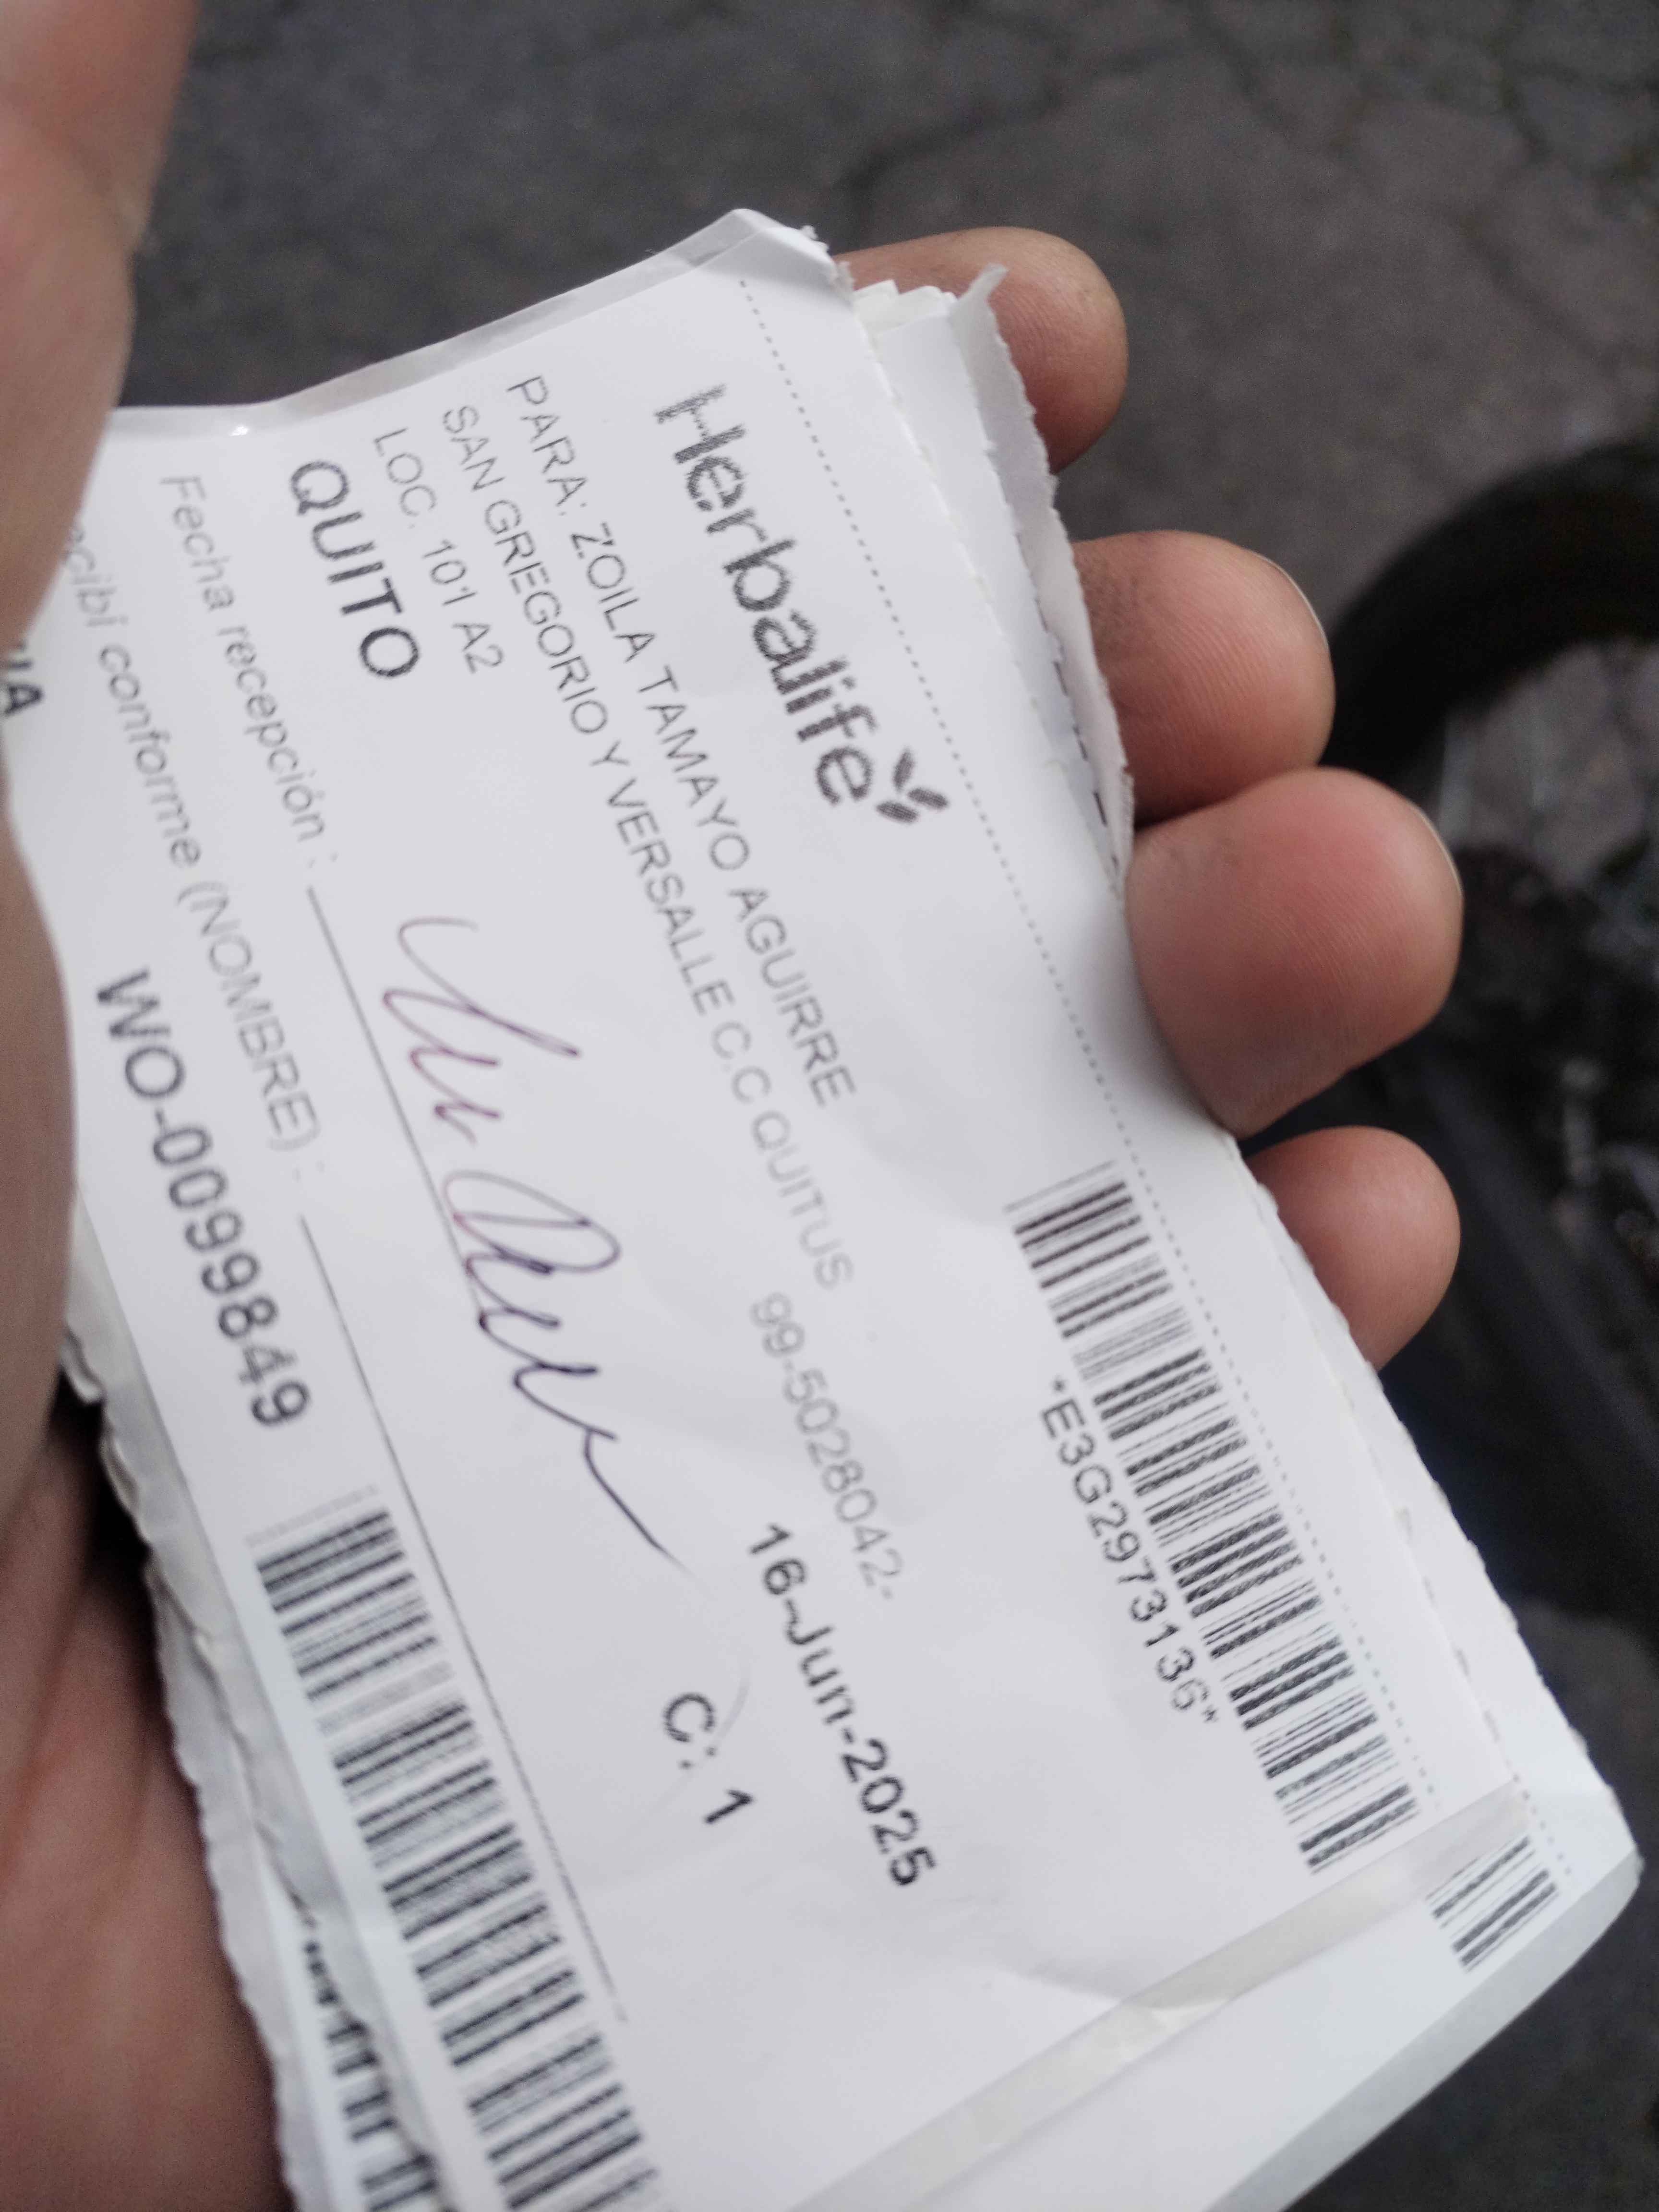 Herbalife
*E3G2973136*
PARA: ZOILA TAMAYO AGUIRRE
SAN GREGORIO Y VERSALLE C.C QUITUS 99-5028042-
LOC. 101 A2
16-Jun-2025
QUITO
C: 1
Fecha recepción :
cibí conforme (NOMBRE) :
WO-0099849